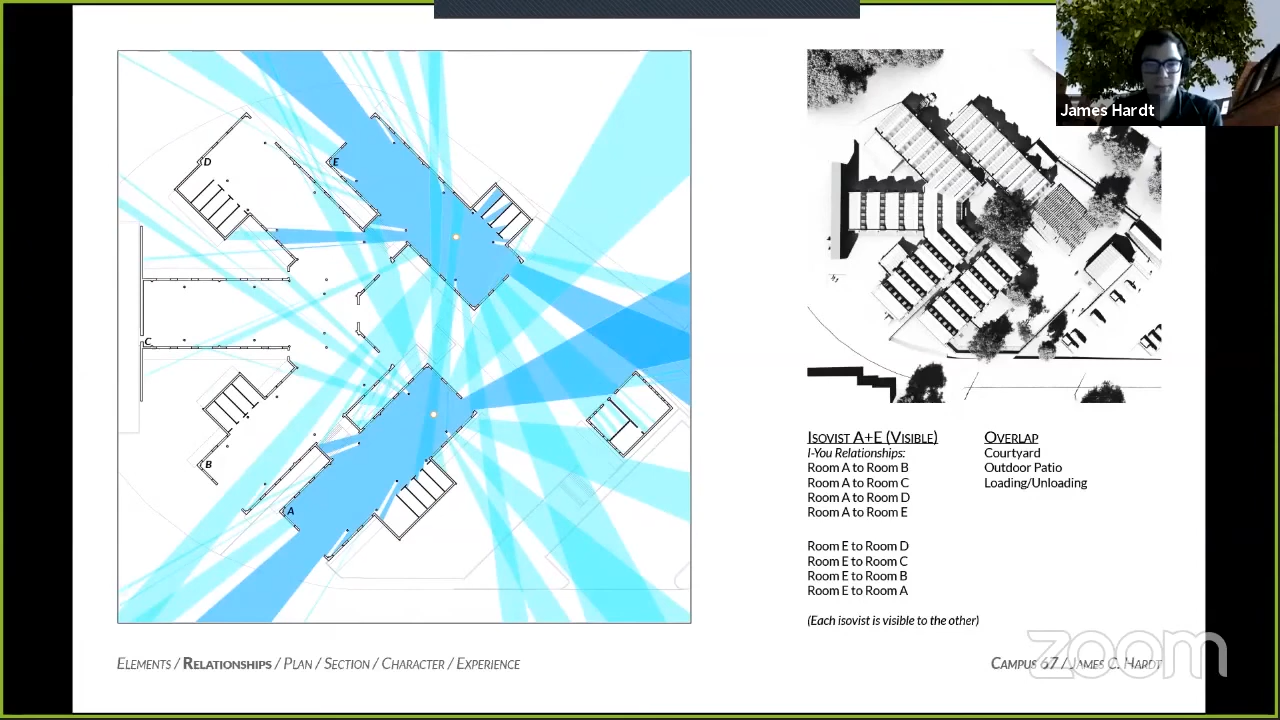 James Hardt
D
E
C
B
A
ISOVIST A+E (VISIBLE)
I-You Relationships:
Room A to Room B
Room A to Room C
Room A to Room D
Room A to Room E
Room E to Room D
Room E to Room C
Room E to Room B
Room E to Room A
(Each isovist is visible to the other)
OVERLAP
Courtyard
Outdoor Patio
Loading/Unloading
ELEMENTS / RELATIONSHIPS / PLAN / SECTION / CHARACTER / EXPERIENCE
CAMPUS 67 / JAMES C. HARDT
zoom